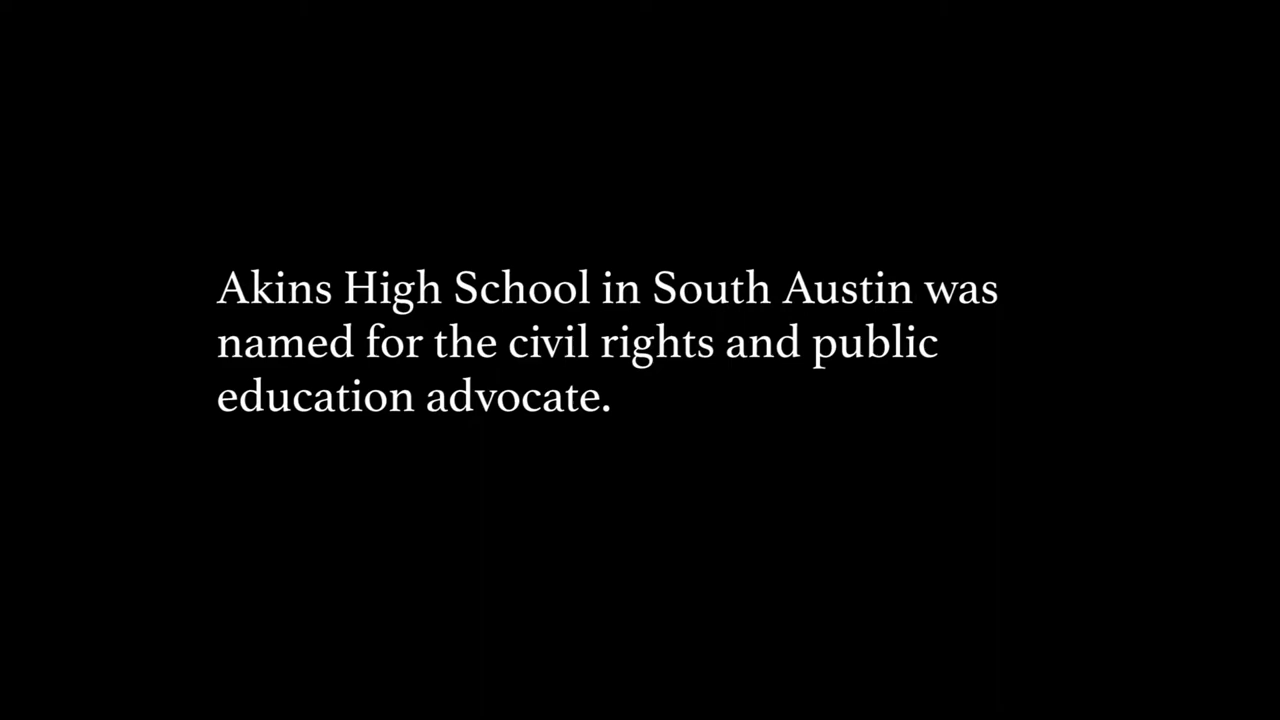 Akins High School in South Austin was
named for the civil rights and public
education advocate.